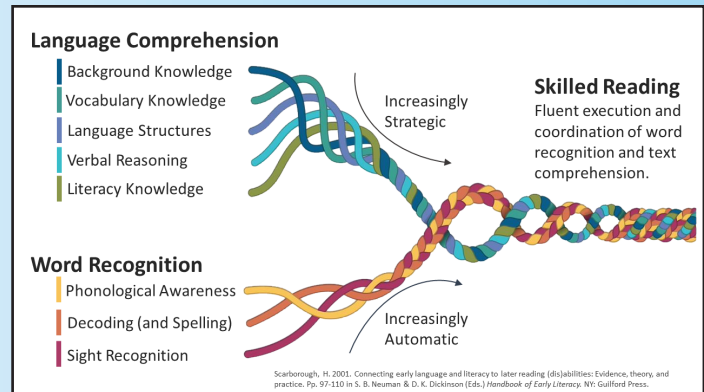 Language Comprehension
Background Knowledge
Vocabulary Knowledge
Language Structures
Verbal Reasoning
Literacy Knowledge
Increasingly
Strategic
Skilled Reading
Fluent execution and
coordination of word
recognition and text
comprehension.
Word Recognition
Phonological Awareness
Decoding (and Spelling)
Sight Recognition
Increasingly
Automatic
Scarborough, H. 2001. Connecting early language and literacy to later reading (dis)abilities: Evidence, theory, and
practice. Pp. 97-110 in S. B. Neuman & D. K. Dickinson (Eds.) Handbook of Early Literacy. NY: Guilford Press.